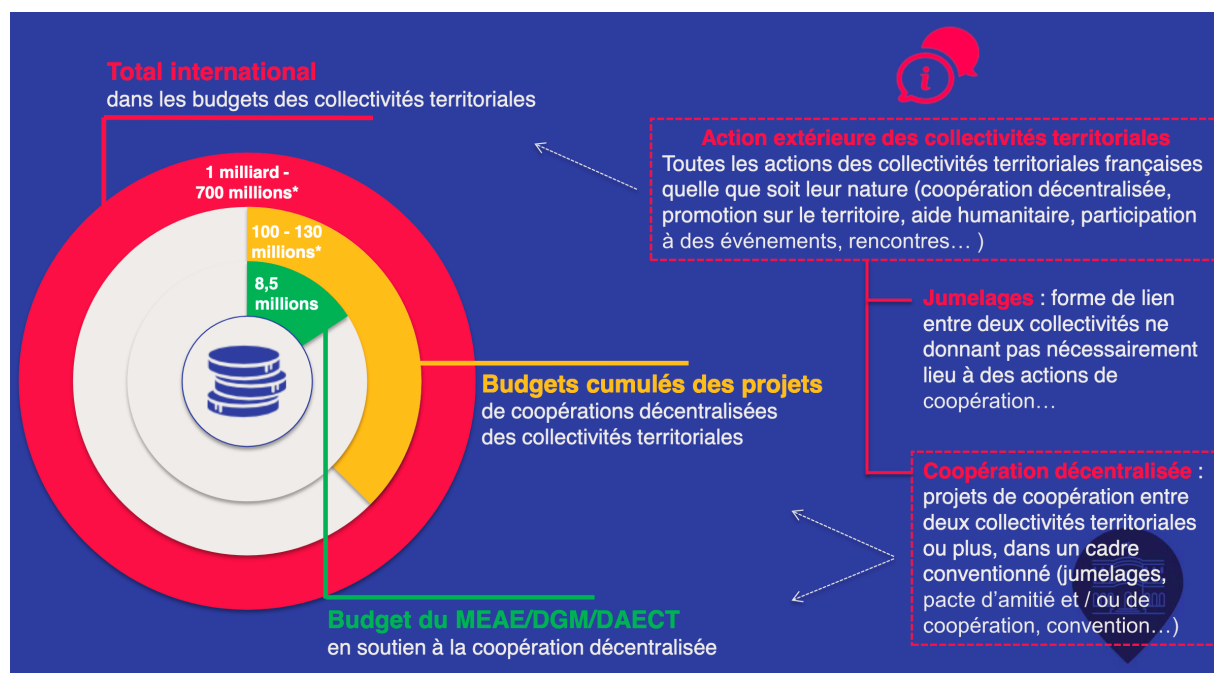 Total international
dans les budgets des collectivités territoriales
1 milliard -
700 millions*
100 - 130
millions*
8,5
millions
Budgets cumulés des projets
de coopérations décentralisées
des collectivités territoriales
Budget du MEAE/DGM/DAECT
en soutien à la coopération décentralisée
i
Action extérieure des collectivités territoriales
Toutes les actions des collectivités territoriales françaises
quelle que soit leur nature (coopération décentralisée,
promotion sur le territoire, aide humanitaire, participation
à des événements, rencontres… )
Jumelages : forme de lien
entre deux collectivités ne
donnant pas nécessairement
lieu à des actions de
coopération…
Coopération décentralisée :
projets de coopération entre
deux collectivités territoriales
ou plus, dans un cadre
conventionné (jumelages,
pacte d'amitié et / ou de
coopération, convention…)